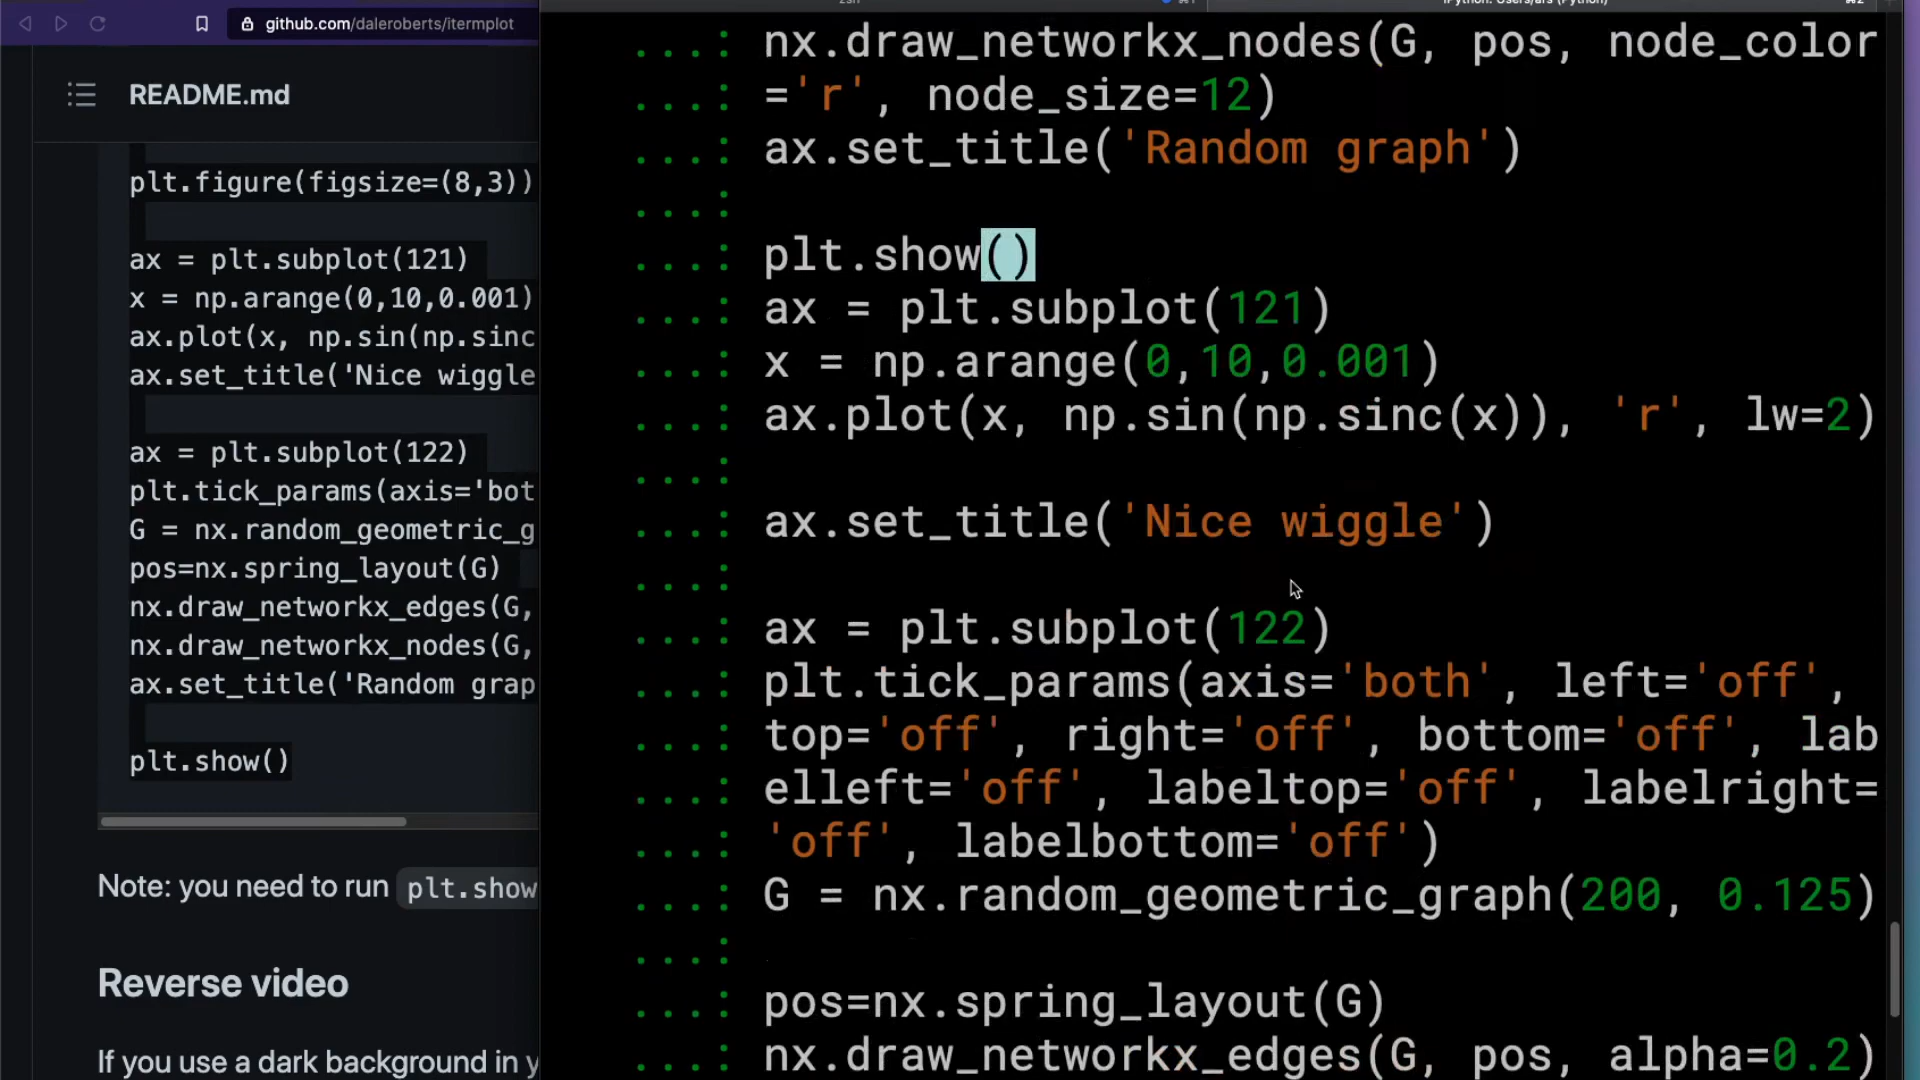 github.com/daleroberts/itermplot
README.md
plt.figure(figsize=(8,3))
ax = plt.subplot(121)
x = np.arange(0,10,0.001)
ax.plot(x, np.sin(np.sinc
ax.set_title('Nice wiggle
ax = plt.subplot(122)
plt.tick_params(axis='bot
G = nx.random_geometric_g
pos=nx.spring_layout(G)
nx.draw_networkx_edges(G,
nx.draw_networkx_nodes(G,
ax.set_title('Random grap
plt.show()
Note: you need to run plt.show
Reverse video
If you use a dark background in y
...: nx.draw_networkx_nodes(G, pos, node_color
...: ='r', node_size=12)
...: ax.set_title('Random graph')
...:
...: plt.show()
...: ax = plt.subplot(121)
...: x = np.arange(0,10,0.001)
...: ax.plot(x, np.sin(np.sinc(x)), 'r', lw=2)
...:
...: ax.set_title('Nice wiggle')
...:
...: ax = plt.subplot(122)
...: plt.tick_params(axis='both', left='off',
...: top='off', right='off', bottom='off', lab
...: elleft='off', labeltop='off', labelright=
...: 'off', labelbottom='off')
...: G = nx.random_geometric_graph(200, 0.125)
...:
...: pos=nx.spring_layout(G)
...: nx.draw_networkx_edges(G, pos, alpha=0.2)